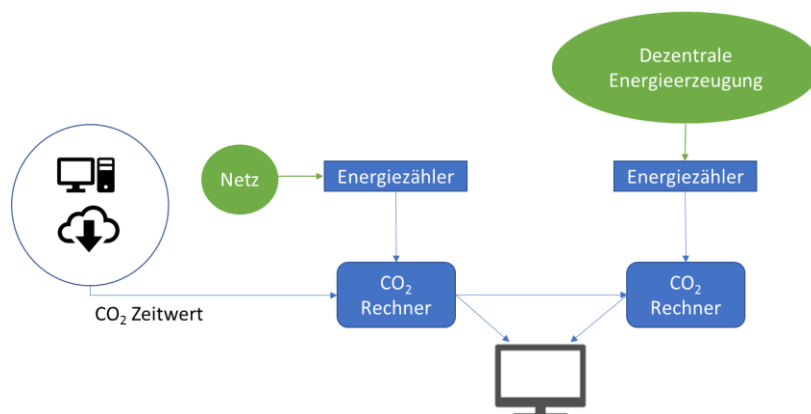 Dezentrale
Energieerzeugung
Netz
Energiezähler
Energiezähler
CO₂
Rechner
CO₂
Rechner
CO₂ Zeitwert